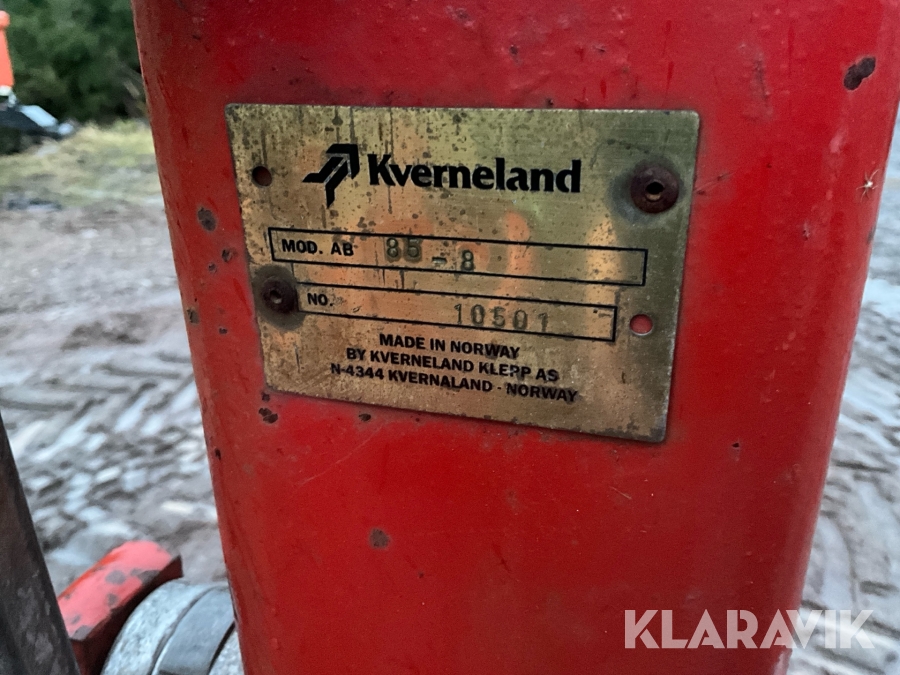 Kverneland
MOD. AB 85-8
NO. 10501
MADE IN NORWAY
BY KVERNELAND KLEPP AS
N-4344 KVERNALAND - NORWAY
KLARAVIK